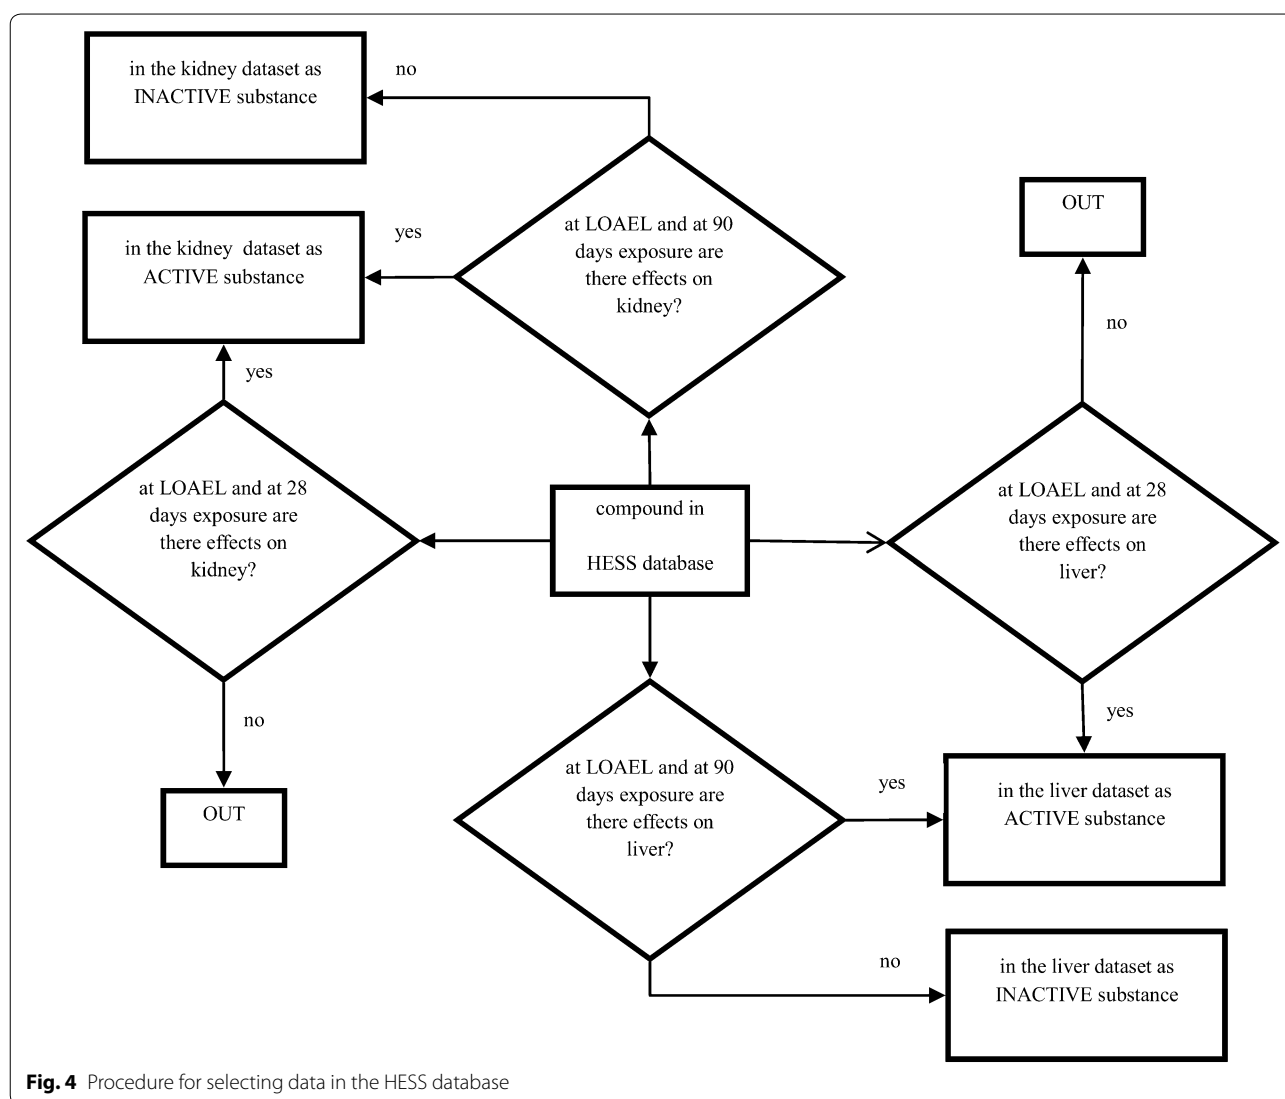 in the kidney dataset as
INACTIVE substance
no
at LOAEL and at 90
days exposure are
there effects on
kidney?
OUT
in the kidney dataset as
ACTIVE substance
yes
no
yes
at LOAEL and at 28
days exposure are
there effects on
kidney?
compound in
HESS database
at LOAEL and at 28
days exposure are
there effects on
liver?
no
yes
OUT
at LOAEL and at 90
days exposure are
there effects on
liver?
yes
in the liver dataset as
ACTIVE substance
no
in the liver dataset as
INACTIVE substance
Fig. 4 Procedure for selecting data in the HESS database